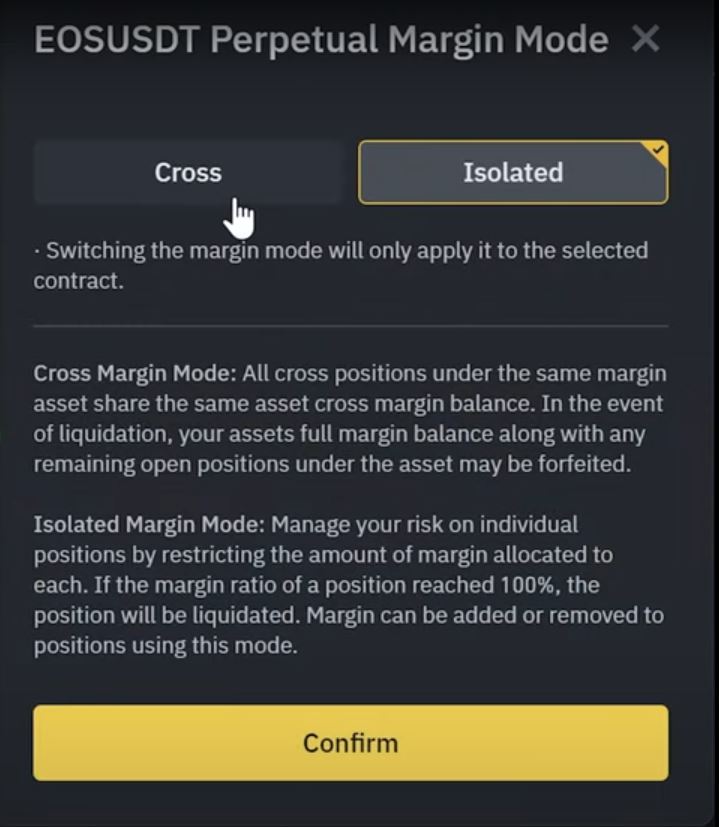 EOSUSDT Perpetual Margin Mode
Cross
Isolated
· Switching the margin mode will only apply it to the selected
contract.
Cross Margin Mode: All cross positions under the same margin
asset share the same asset cross margin balance. In the event
of liquidation, your assets full margin balance along with any
remaining open positions under the asset may be forfeited.
Isolated Margin Mode: Manage your risk on individual
positions by restricting the amount of margin allocated to
each. If the margin ratio of a position reached 100%, the
position will be liquidated. Margin can be added or removed to
positions using this mode.
Confirm